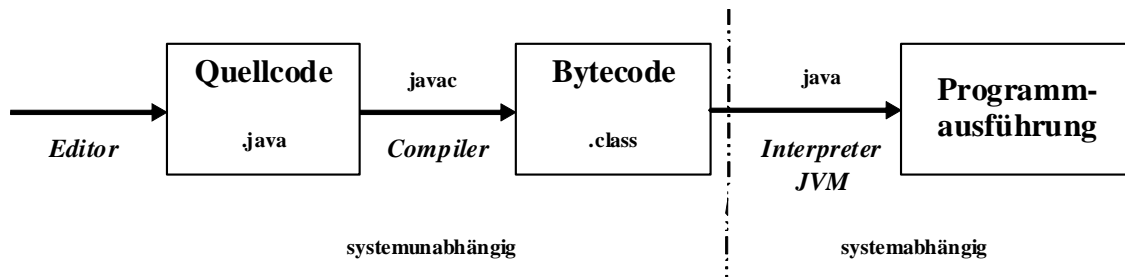 Editor
Quellcode
.java
javac
Compiler
Bytecode
.class
java
Interpreter
JVM
Programm-
ausführung
systemunabhängig
systemabhängig